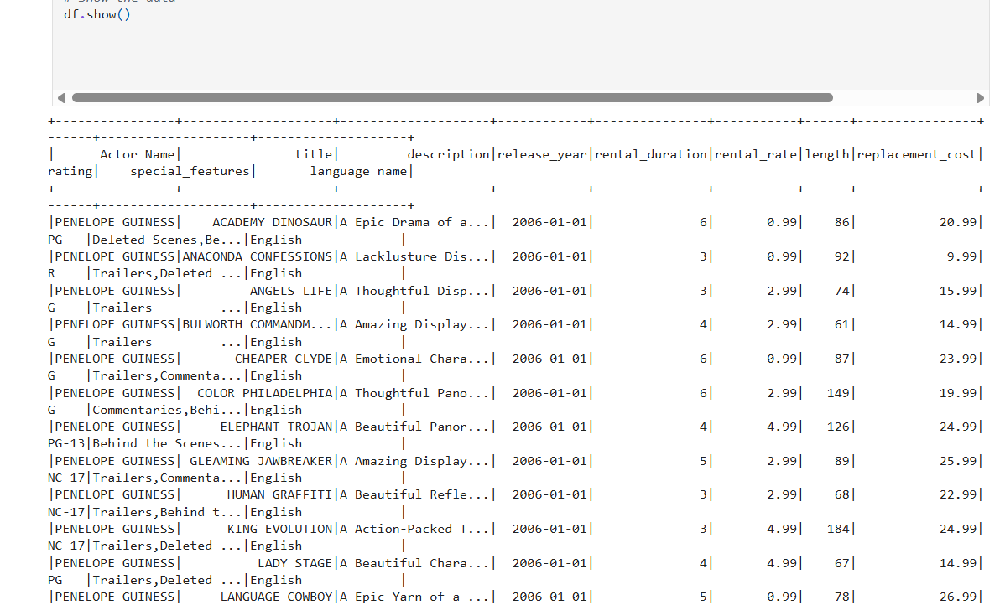 # Show the data
df.show()
+----------------+--------------------+--------------------+------------+---------------+-----------+------+----------------+
------+--------------------+--------------------+
|      Actor Name|               title|         description|release_year|rental_duration|rental_rate|length|replacement_cost|
rating|    special_features|       language name|
+----------------+--------------------+--------------------+------------+---------------+-----------+------+----------------+
------+--------------------+--------------------+
|PENELOPE GUINESS|    ACADEMY DINOSAUR|A Epic Drama of a...|  2006-01-01|              6|       0.99|    86|           20.99|
PG   |Deleted Scenes,Be...|English             |
|PENELOPE GUINESS|ANACONDA CONFESSIONS|A Lacklusture Dis...|  2006-01-01|              3|       0.99|    92|            9.99|
R    |Trailers,Deleted ...|English             |
|PENELOPE GUINESS|         ANGELS LIFE|A Thoughtful Disp...|  2006-01-01|              3|       2.99|    74|           15.99|
G    |Trailers         ...|English             |
|PENELOPE GUINESS|BULWORTH COMMANDM...|A Amazing Display...|  2006-01-01|              4|       2.99|    61|           14.99|
G    |Trailers         ...|English             |
|PENELOPE GUINESS|       CHEAPER CLYDE|A Emotional Chara...|  2006-01-01|              6|       0.99|    87|           23.99|
G    |Trailers,Commenta...|English             |
|PENELOPE GUINESS|  COLOR PHILADELPHIA|A Thoughtful Pano...|  2006-01-01|              6|       2.99|   149|           19.99|
G    |Commentaries,Behi...|English             |
|PENELOPE GUINESS|     ELEPHANT TROJAN|A Beautiful Panor...|  2006-01-01|              4|       4.99|   126|           24.99|
PG-13|Behind the Scenes...|English             |
|PENELOPE GUINESS| GLEAMING JAWBREAKER|A Amazing Display...|  2006-01-01|              5|       2.99|    89|           25.99|
NC-17|Trailers,Commenta...|English             |
|PENELOPE GUINESS|      HUMAN GRAFFITI|A Beautiful Refle...|  2006-01-01|              3|       2.99|    68|           22.99|
NC-17|Trailers,Behind t...|English             |
|PENELOPE GUINESS|      KING EVOLUTION|A Action-Packed T...|  2006-01-01|              3|       4.99|   184|           24.99|
NC-17|Trailers,Deleted ...|English             |
|PENELOPE GUINESS|          LADY STAGE|A Beautiful Chara...|  2006-01-01|              4|       4.99|    67|           14.99|
PG   |Trailers,Deleted ...|English             |
|PENELOPE GUINESS|     LANGUAGE COWBOY|A Epic Yarn of a ...|  2006-01-01|              5|       0.99|    78|           26.99|